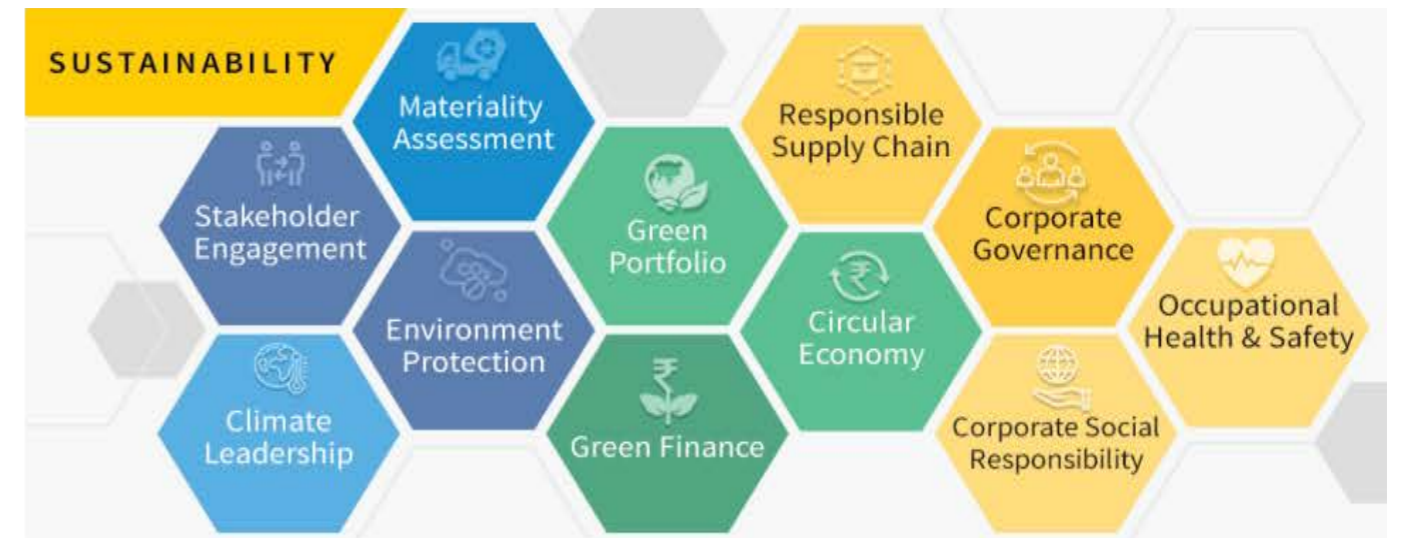 SUSTAINABILITY
Materiality
Assessment
Responsible
Supply Chain
Stakeholder
Engagement
Green
Portfolio
Corporate
Governance
Environment
Protection
Circular
Economy
Occupational
Health & Safety
Climate
Leadership
Green Finance
Corporate Social
Responsibility